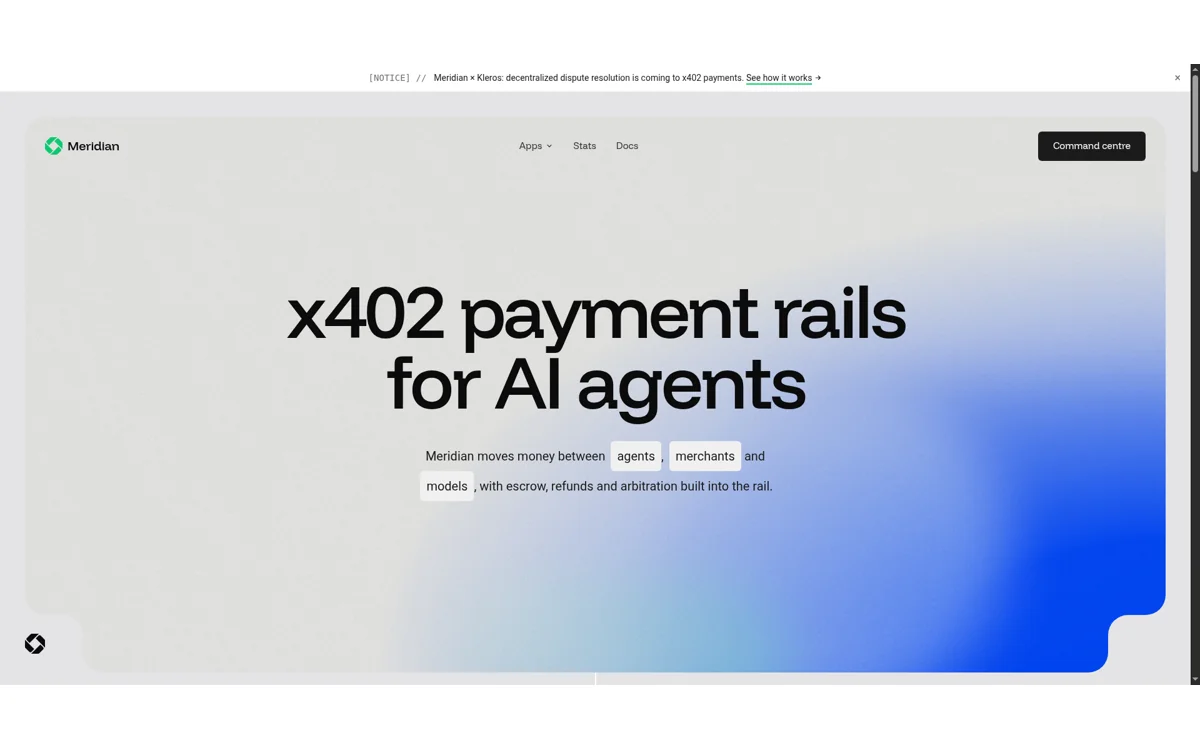 [NOTICE] // Meridian × Kleros: decentralized dispute resolution is coming to x402 payments. See how it works →
×
Meridian
Apps
Stats
Docs
Command centre
x402 payment rails
for AI agents
Meridian moves money between agents , merchants and
models , with escrow, refunds and arbitration built into the rail.